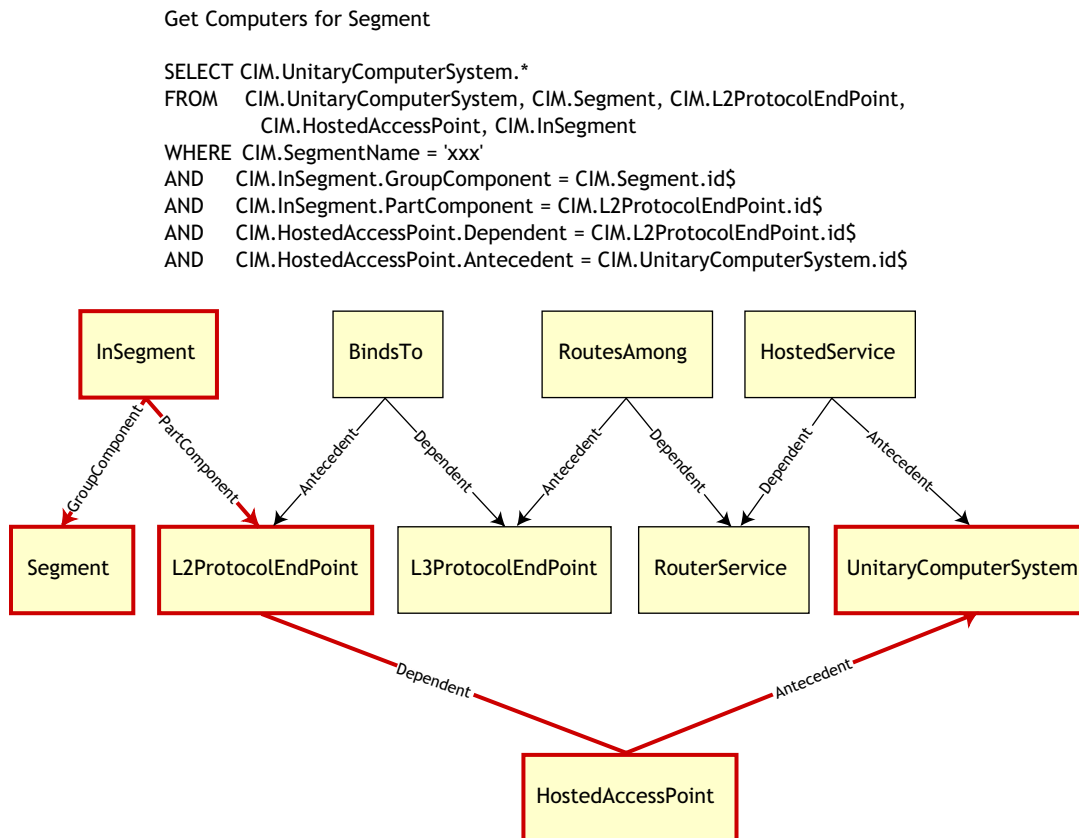 Get Computers for Segment
SELECT CIM.UnitaryComputerSystem.*
FROM CIM.UnitaryComputerSystem, CIM.Segment, CIM.L2ProtocolEndPoint,
CIM.HostedAccessPoint, CIM.InSegment
WHERE CIM.SegmentName = 'xxx'
AND CIM.InSegment.GroupComponent = CIM.Segment.id$
AND CIM.InSegment.PartComponent = CIM.L2ProtocolEndPoint.id$
AND CIM.HostedAccessPoint.Dependent = CIM.L2ProtocolEndPoint.id$
AND CIM.HostedAccessPoint.Antecedent = CIM.UnitaryComputerSystem.id$
InSegment
BindsTo
RoutesAmong
HostedService
GroupComponent
PartComponent
Antecedent
Dependent
Antecedent
Dependent
Dependent
Antecedent
Segment
L2ProtocolEndPoint
L3ProtocolEndPoint
RouterService
UnitaryComputerSystem
Dependent
Antecedent
HostedAccessPoint